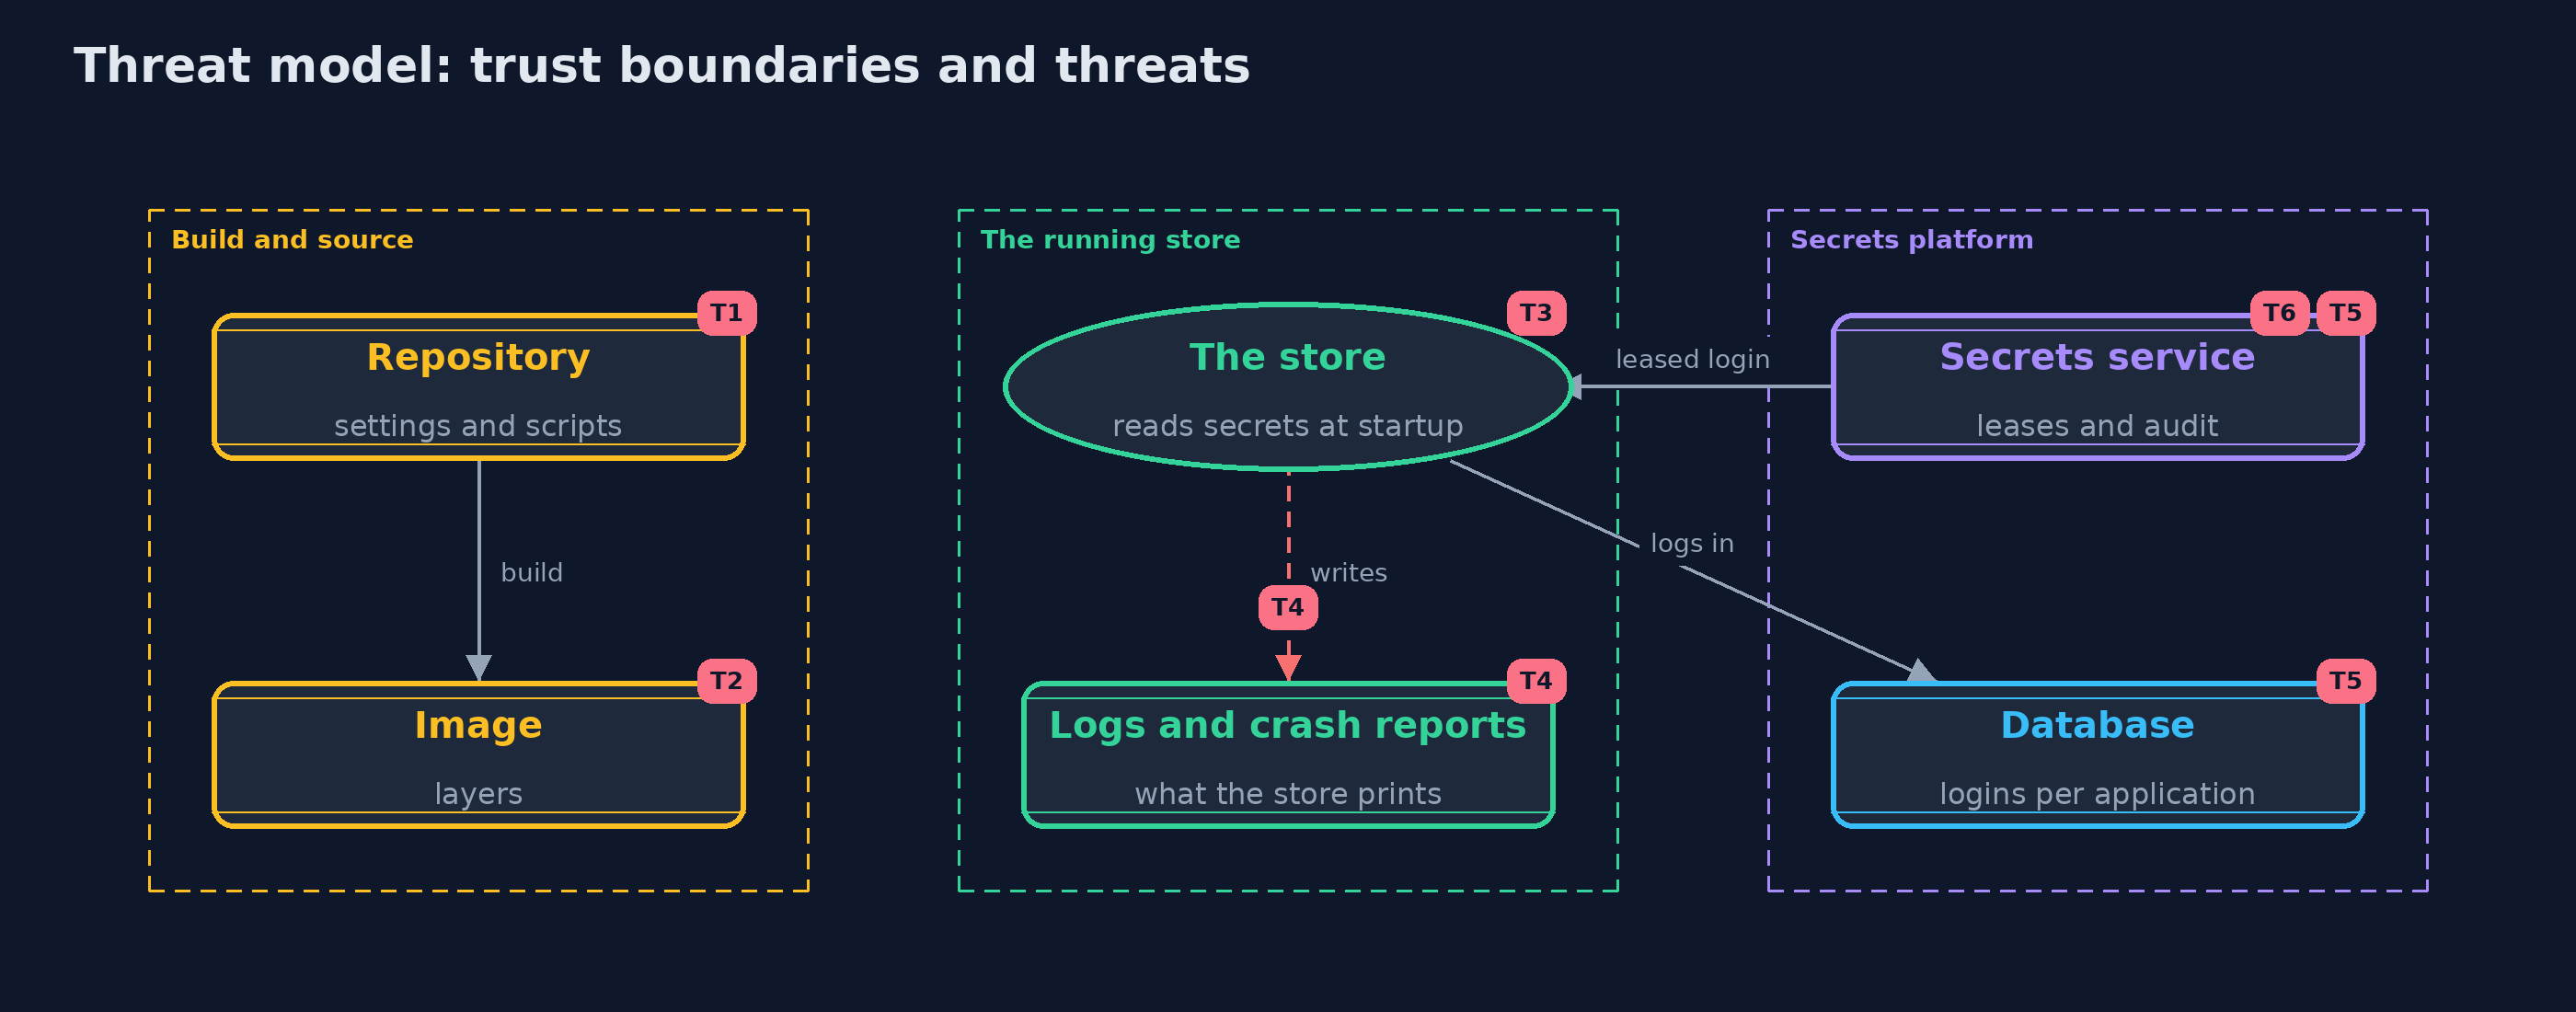 Threat model: trust boundaries and threats
Build and source
T1
Repository
settings and scripts
build
T2
Image
layers
The running store
T3
The store
reads secrets at startup
writes
T4
T4
Logs and crash reports
what the store prints
leased login
logs in
Secrets platform
T6 T5
Secrets service
leases and audit
T5
Database
logins per application